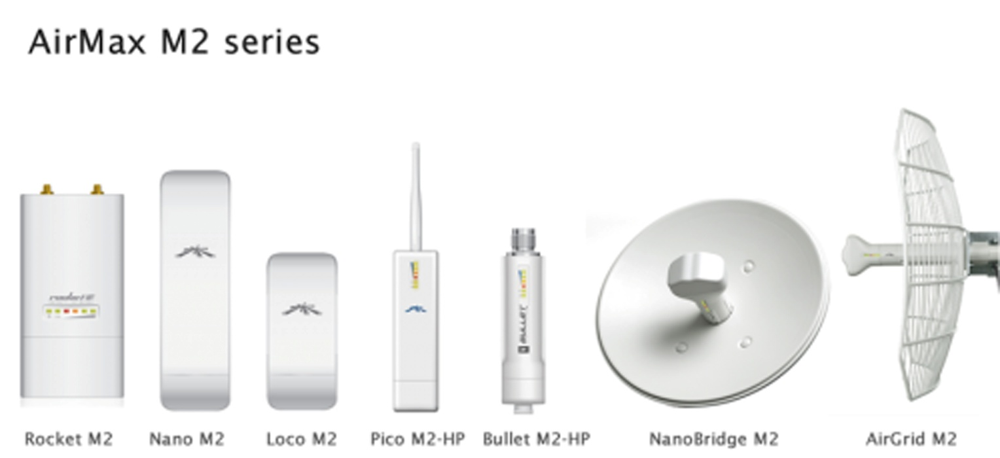 AirMax M2 series
BULLET
Rocket M2
Nano M2
Loco M2
Pico M2-HP
Bullet M2-HP
NanoBridge M2
AirGrid M2